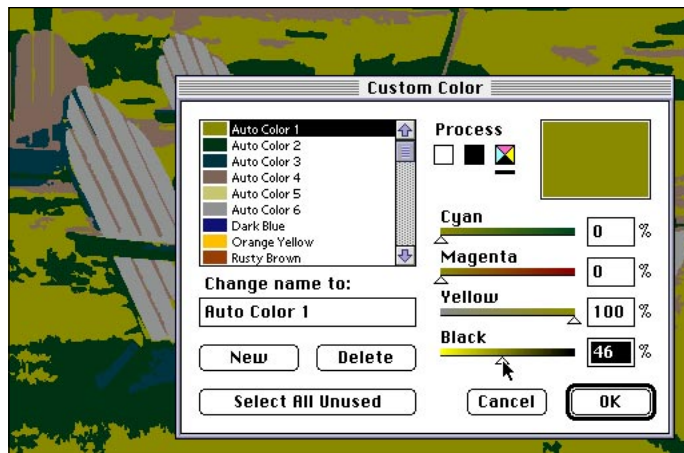 Custom Color
Auto Color 1
Auto Color 2
Auto Color 3
Auto Color 4
Auto Color 5
Auto Color 6
Dark Blue
Orange Yellow
Rusty Brown
Change name to:
Auto Color 1
New
Delete
Select All Unused
Process
Cyan
0 %
Magenta
0 %
Yellow
100 %
Black
46 %
Cancel
OK